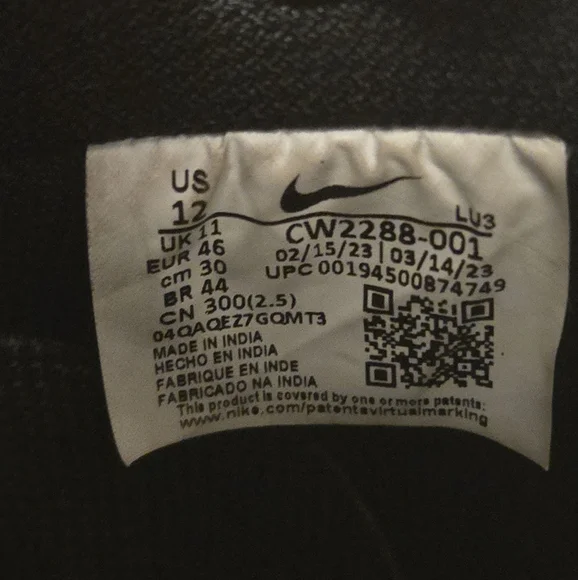 US
12
UK 11
EUR 46
cm 30
BR 44
CN 300(2.5)
04QAQEZ7GQMT3
MADE IN INDIA
HECHO EN INDIA
FABRIQUE EN INDE
FABRICADO NA INDIA
LU3
CW2288-001
02/15/23 | 03/14/23
UPC 00194500874749
This product is covered by one or more patents:
www.nike.com/patentsvirtualmarking